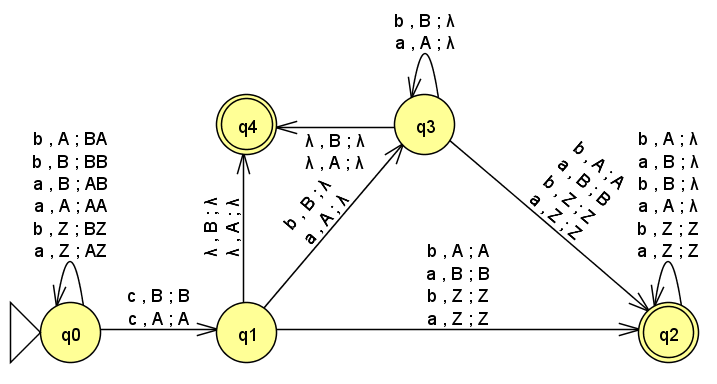 b , B ; λ
a , A ; λ
q4
q3
b , A ; BA
b , B ; BB
a , B ; AB
a , A ; AA
b , Z ; BZ
a , Z ; AZ
λ , B ; λ
λ , A ; λ
b , A ; A
a , B ; B
b , Z ; Z
a , Z ; Z
b , A ; λ
a , B ; λ
b , B ; λ
a , A ; λ
b , Z ; Z
a , Z ; Z
λ , B ; λ
λ , A ; λ
b , B ; λ
a , A ; λ
b , A ; A
a , B ; B
b , Z ; Z
a , Z ; Z
c , B ; B
c , A ; A
q0
q1
q2